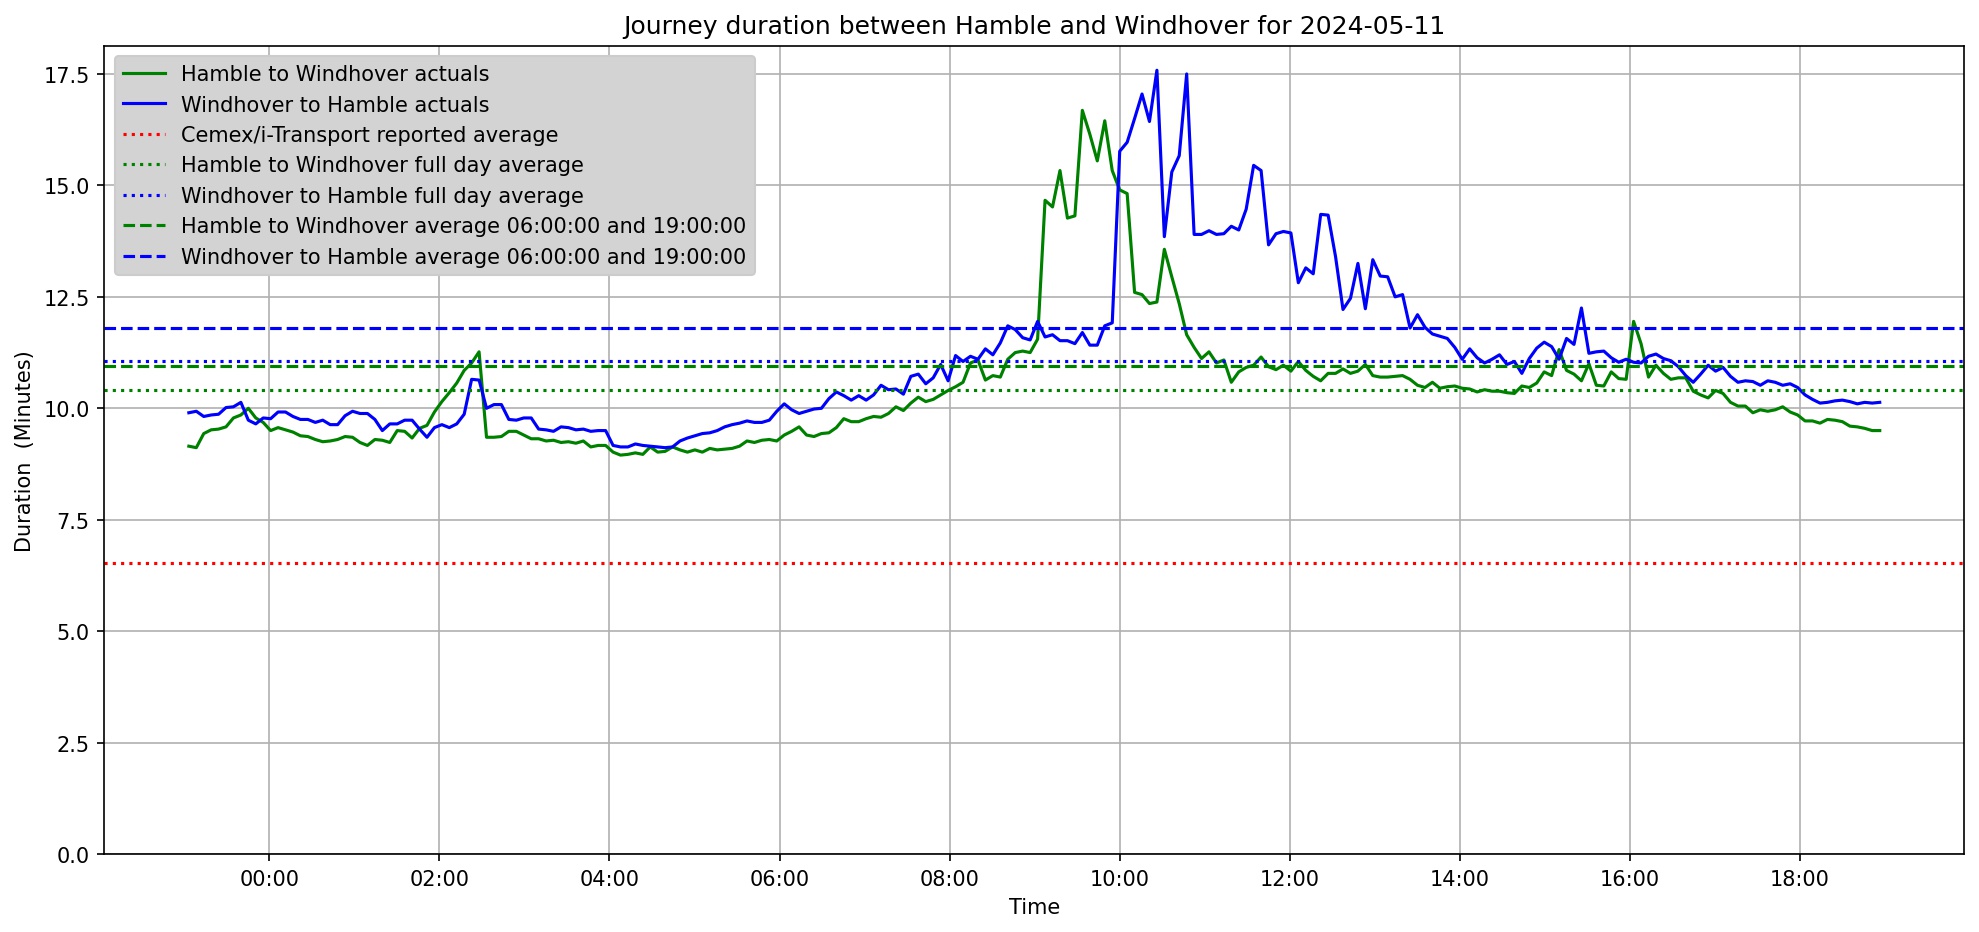 Journey duration between Hamble and Windhover for 2024-05-11
Hamble to Windhover actuals
Windhover to Hamble actuals
Cemex/i-Transport reported average
Hamble to Windhover full day average
Windhover to Hamble full day average
Hamble to Windhover average 06:00:00 and 19:00:00
Windhover to Hamble average 06:00:00 and 19:00:00
17.5
15.0
12.5
10.0
7.5
5.0
2.5
0.0
Duration  (Minutes)
00:00 02:00 04:00 06:00 08:00 10:00 12:00 14:00 16:00 18:00
Time